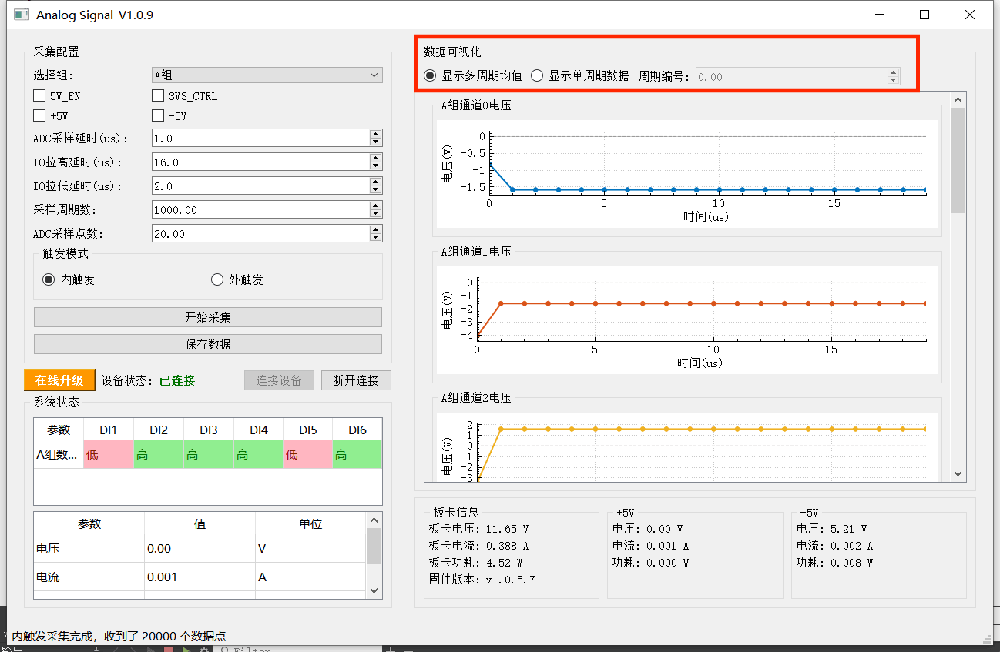 Analog Signal_V1.0.9
采集配置
选择组: A组
5V_EN 3V3_CTRL
+5V -5V
ADC采样延时(us): 1.0
IO拉高延时(us): 16.0
IO拉低延时(us): 2.0
采样周期数: 1000.00
ADC采样点数: 20.00
触发模式
内触发 外触发
开始采集
保存数据
在线升级 设备状态: 已连接 连接设备 断开连接
系统状态
参数 DI1 DI2 DI3 DI4 DI5 DI6
A组数... 低 高 高 高 低 高
参数 值 单位
电压 0.00 V
电流 0.001 A
数据可视化
显示多周期均值 显示单周期数据 周期编号: 0.00
A组通道0电压
电压(V)
0
-0.5
-1
-1.5
0 5 10 15
时间(us)
A组通道1电压
电压(V)
0
-1
-2
-3
-4
0 5 10 15
时间(us)
A组通道2电压
电压(V)
2
1
0
-1
-2
-3
板卡信息
板卡电压: 11.65 V
板卡电流: 0.388 A
板卡功耗: 4.52 W
固件版本: v1.0.5.7
+5V
电压: 0.00 V
电流: 0.001 A
功耗: 0.000 W
-5V
电压: 5.21 V
电流: 0.002 A
功耗: 0.008 W
内触发采集完成，收到了 20000 个数据点